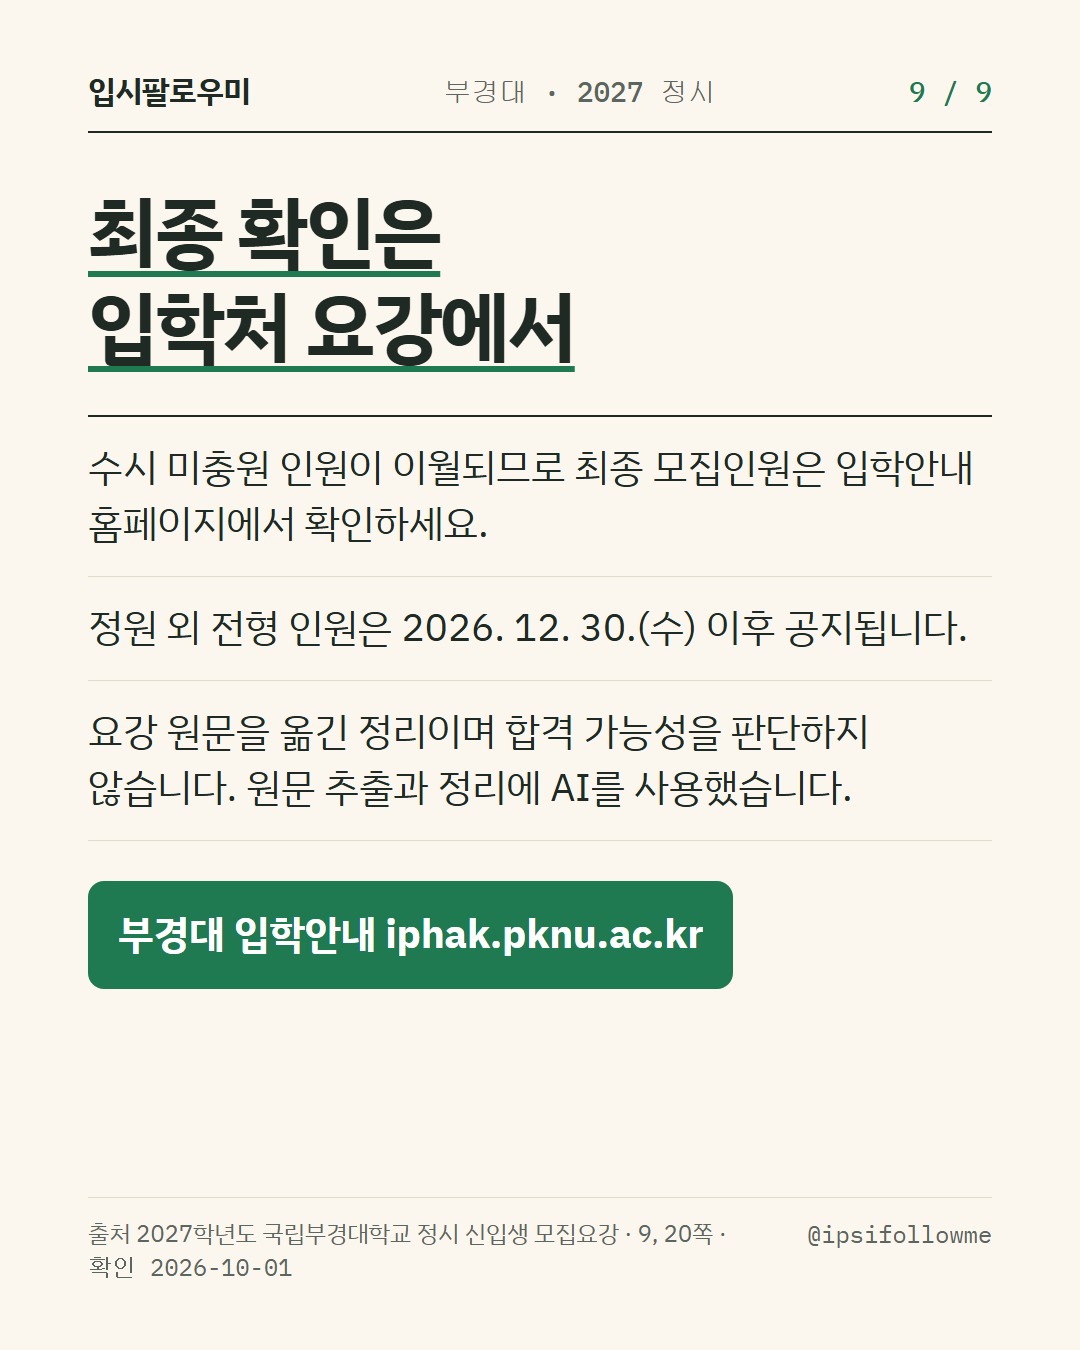 입시팔로우미
부경대 · 2027 정시
9 / 9
최종 확인은
입학처 요강에서
수시 미충원 인원이 이월되므로 최종 모집인원은 입학안내
홈페이지에서 확인하세요.
정원 외 전형 인원은 2026. 12. 30.(수) 이후 공지됩니다.
요강 원문을 옮긴 정리이며 합격 가능성을 판단하지
않습니다. 원문 추출과 정리에 AI를 사용했습니다.
부경대 입학안내 iphak.pknu.ac.kr
출처 2027학년도 국립부경대학교 정시 신입생 모집요강 · 9, 20쪽 ·
확인 2026-10-01
@ipsifollowme